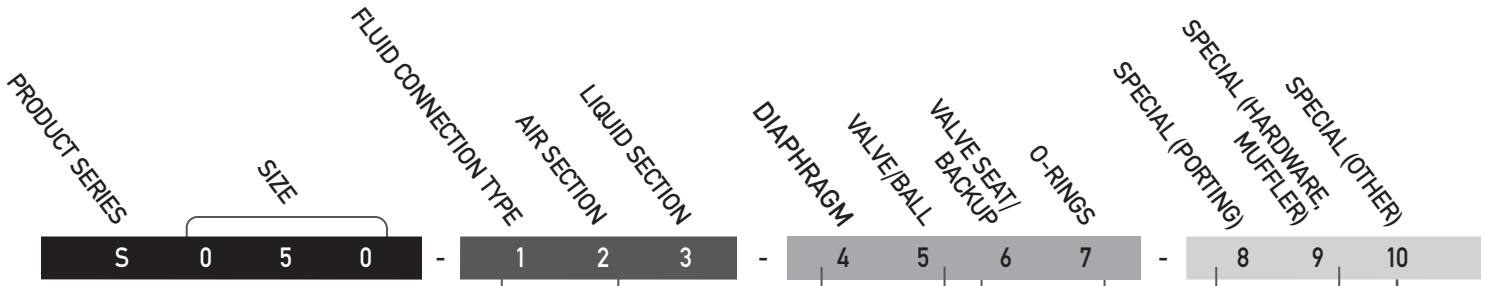 PRODUCT SERIES
SIZE
FLUID CONNECTION TYPE
AIR SECTION
LIQUID SECTION
DIAPHRAGM
VALVE/BALL
VALVE SEAT/
BACKUP
O-RINGS
SPECIAL (PORTING)
SPECIAL (HARDWARE,
MUFFLER)
SPECIAL (OTHER)
S 0 5 0 - 1 2 3 - 4 5 6 7 - 8 9 10